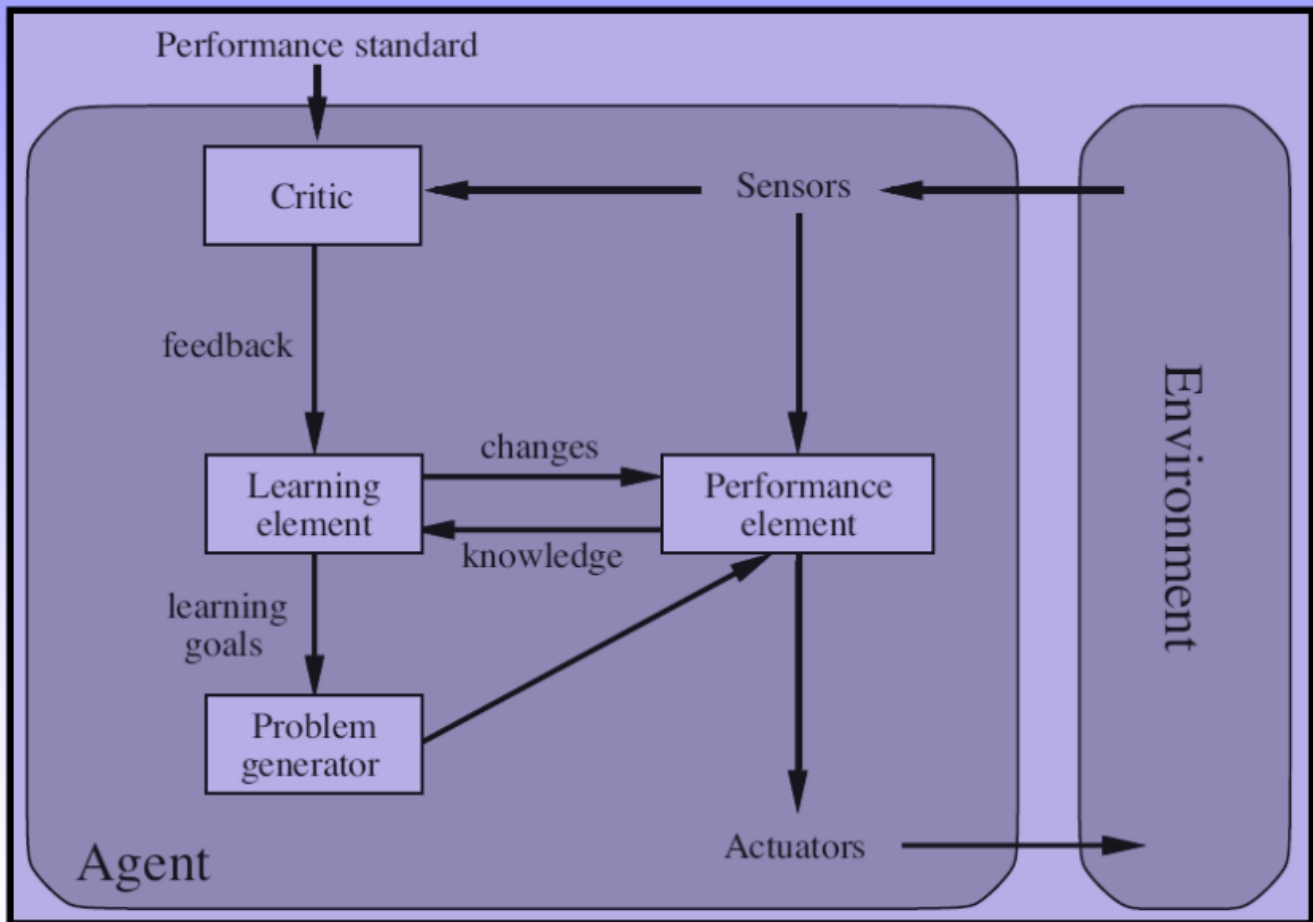 Performance standard
Critic
Sensors
feedback
changes
Learning
element
Performance
element
knowledge
learning
goals
Problem
generator
Agent
Actuators
Environment